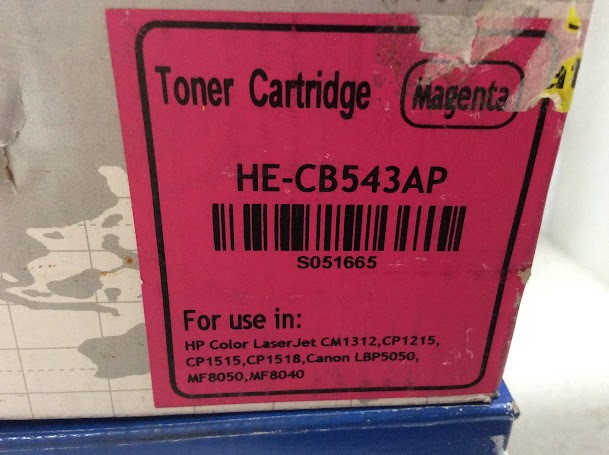 Toner Cartridge Magenta
HE-CB543AP
S051665
For use in:
HP Color LaserJet CM1312,CP1215,
CP1515,CP1518,Canon LBP5050,
MF8050,MF8040